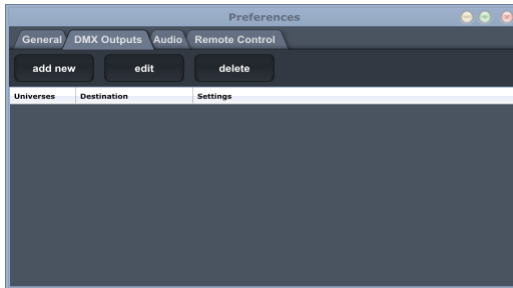 Preferences
General DMX Outputs Audio Remote Control
add new edit delete
Universes Destination Settings